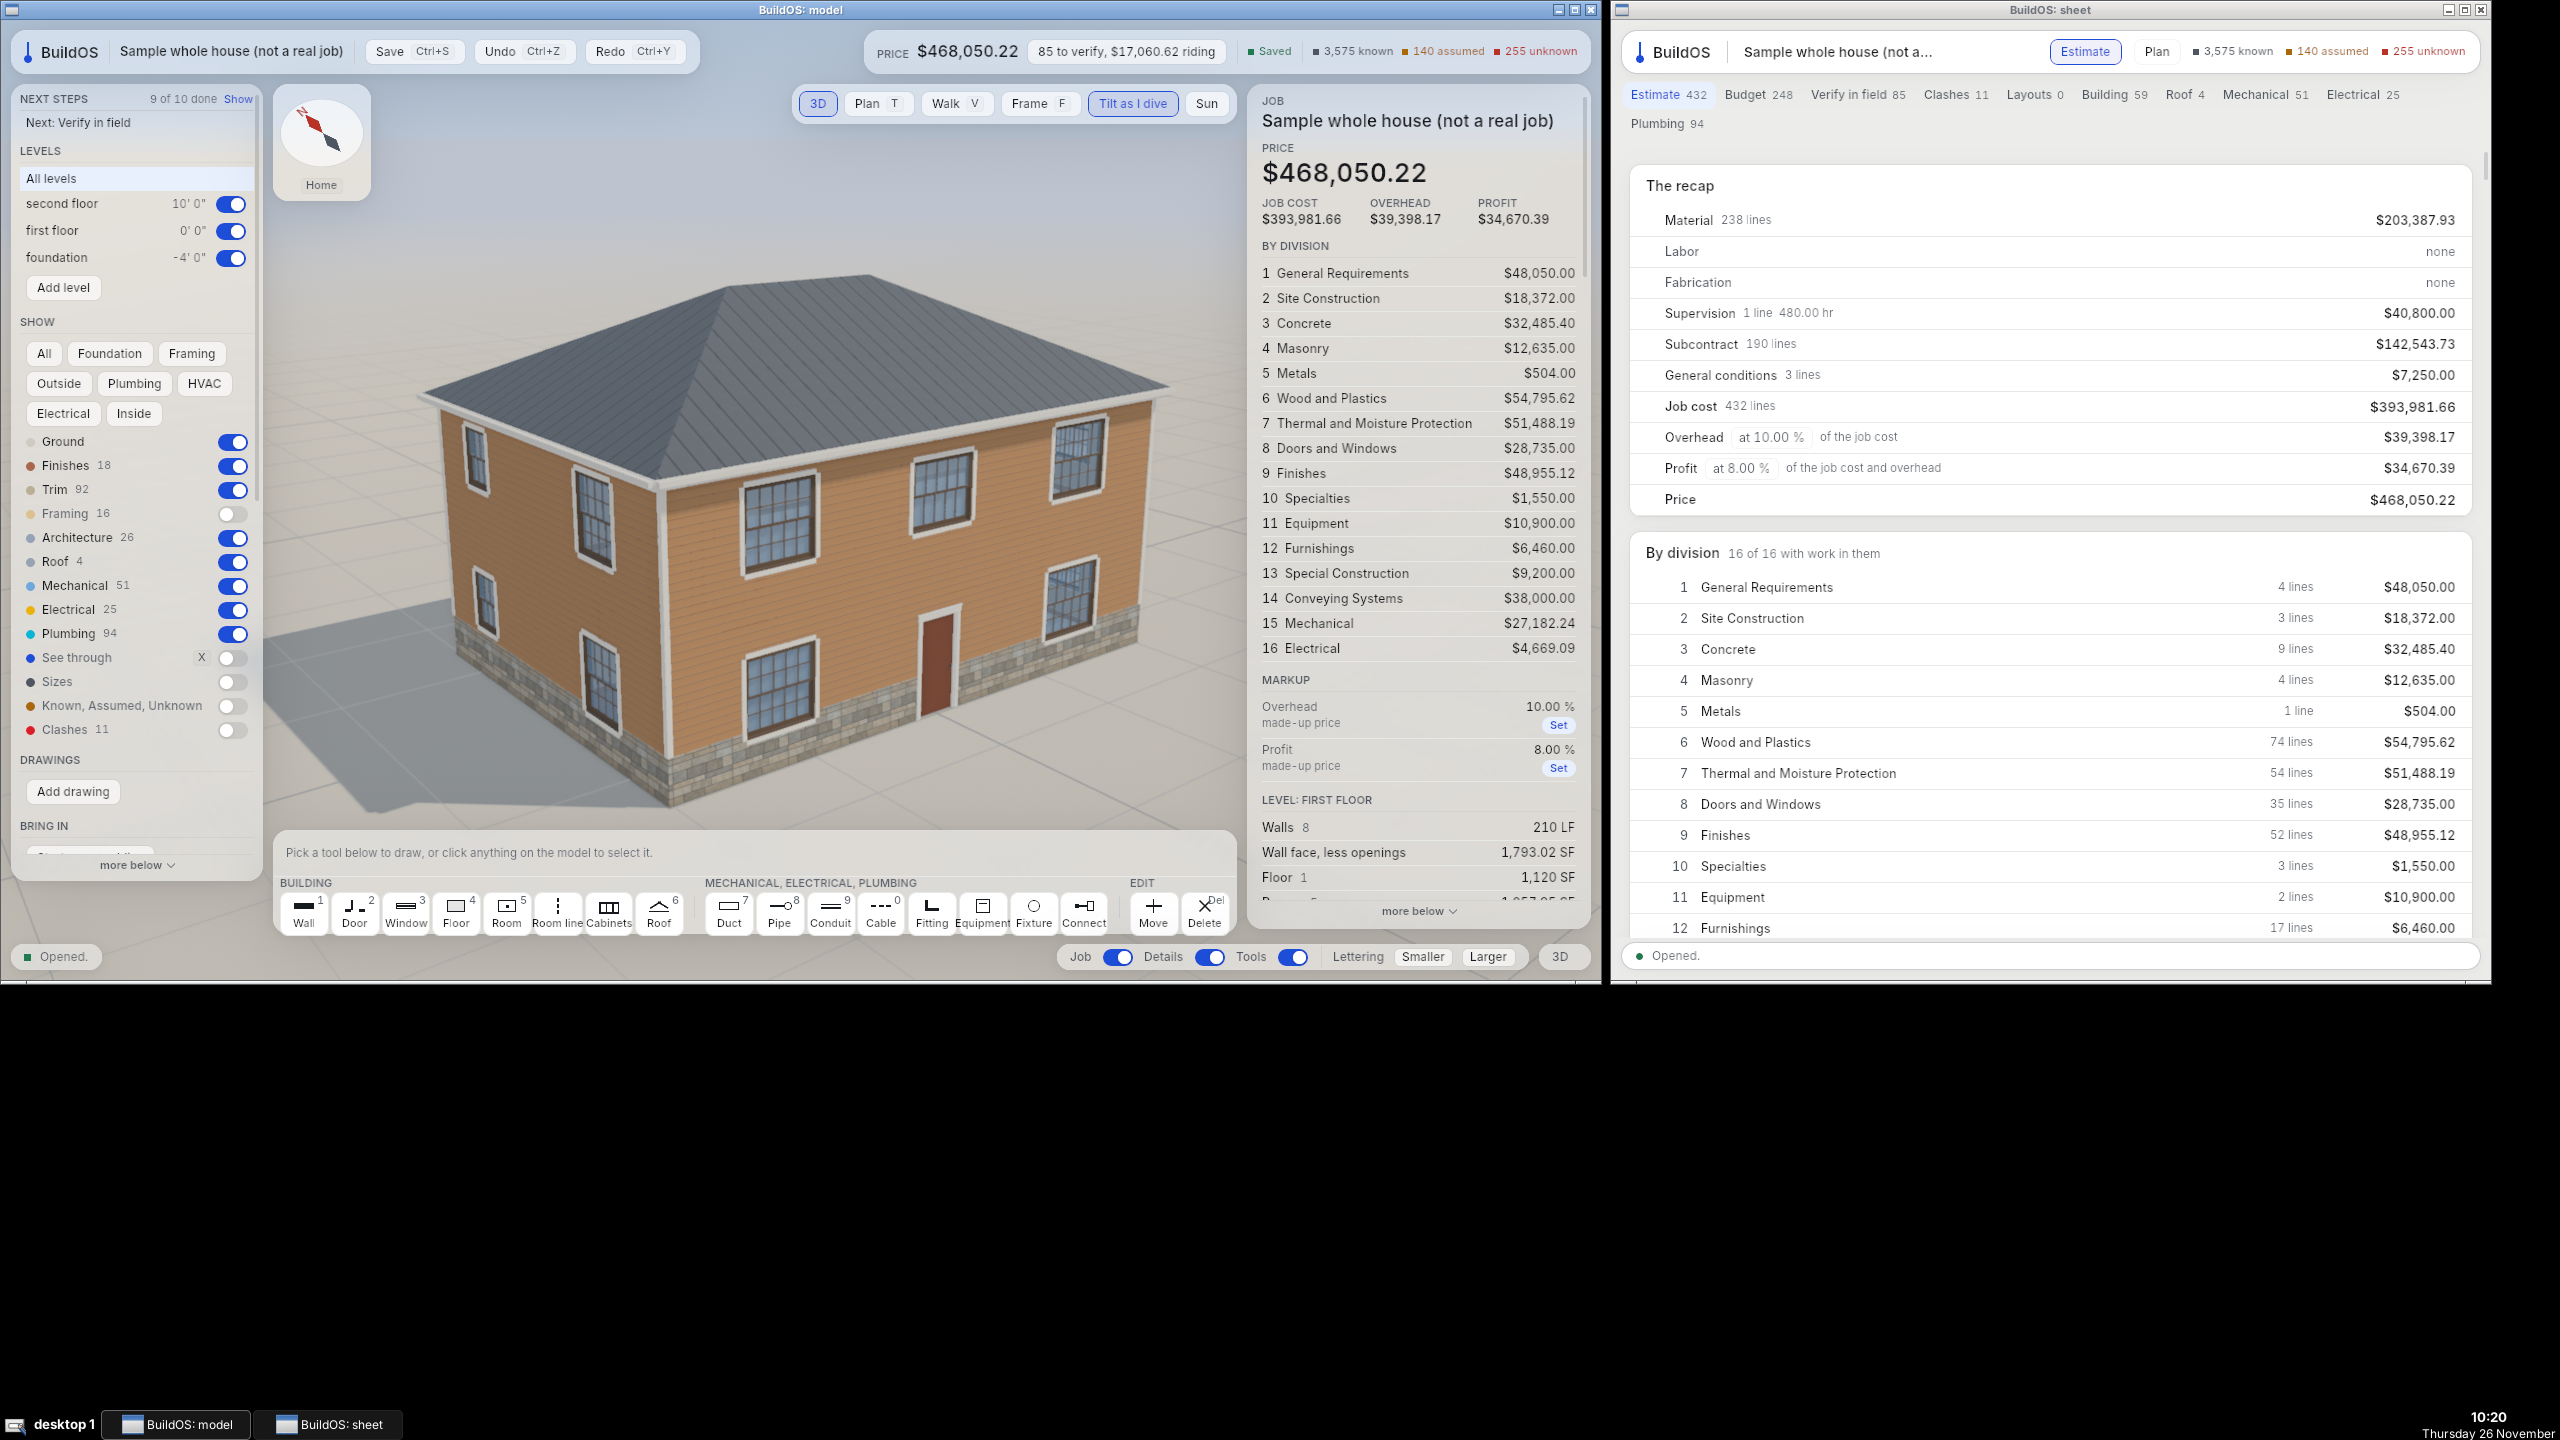 BuildOS: model
BuildOS
Sample whole house (not a real job)
Save Ctrl+S
Undo Ctrl+Z
Redo Ctrl+Y
PRICE $468,050.22
85 to verify, $17,060.62 riding
Saved
3,575 known
140 assumed
255 unknown
NEXT STEPS 9 of 10 done Show
Next: Verify in field
LEVELS
All levels
second floor 10' 0"
first floor 0' 0"
foundation -4' 0"
Add level
SHOW
All Foundation Framing
Outside Plumbing HVAC
Electrical Inside
Ground
Finishes 18
Trim 92
Framing 16
Architecture 26
Roof 4
Mechanical 51
Electrical 25
Plumbing 94
See through X
Sizes
Known, Assumed, Unknown
Clashes 11
DRAWINGS
Add drawing
BRING IN
more below
N
Home
3D
Plan T
Walk V
Frame F
Tilt as I dive
Sun
JOB
Sample whole house (not a real job)
PRICE
$468,050.22
JOB COST OVERHEAD PROFIT
$393,981.66 $39,398.17 $34,670.39
BY DIVISION
1 General Requirements $48,050.00
2 Site Construction $18,372.00
3 Concrete $32,485.40
4 Masonry $12,635.00
5 Metals $504.00
6 Wood and Plastics $54,795.62
7 Thermal and Moisture Protection $51,488.19
8 Doors and Windows $28,735.00
9 Finishes $48,955.12
10 Specialties $1,550.00
11 Equipment $10,900.00
12 Furnishings $6,460.00
13 Special Construction $9,200.00
14 Conveying Systems $38,000.00
15 Mechanical $27,182.24
16 Electrical $4,669.09
MARKUP
Overhead 10.00 %
made-up price Set
Profit 8.00 %
made-up price Set
LEVEL: FIRST FLOOR
Walls 8 210 LF
Wall face, less openings 1,793.02 SF
Floor 1 1,120 SF
more below
Pick a tool below to draw, or click anything on the model to select it.
BUILDING
Wall 1
Door 2
Window 3
Floor 4
Room 5
Room line
Cabinets
Roof 6
MECHANICAL, ELECTRICAL, PLUMBING
Duct 7
Pipe 8
Conduit 9
Cable 0
Fitting
Equipment
Fixture
Connect
EDIT
Move
Delete Del
Opened.
Job Details Tools Lettering Smaller Larger 3D
BuildOS: sheet
BuildOS
Sample whole house (not a...
Estimate
Plan
3,575 known
140 assumed
255 unknown
Estimate 432 Budget 248 Verify in field 85 Clashes 11 Layouts 0 Building 59 Roof 4 Mechanical 51 Electrical 25
Plumbing 94
The recap
Material 238 lines $203,387.93
Labor none
Fabrication none
Supervision 1 line 480.00 hr $40,800.00
Subcontract 190 lines $142,543.73
General conditions 3 lines $7,250.00
Job cost 432 lines $393,981.66
Overhead at 10.00 % of the job cost $39,398.17
Profit at 8.00 % of the job cost and overhead $34,670.39
Price $468,050.22
By division 16 of 16 with work in them
1 General Requirements 4 lines $48,050.00
2 Site Construction 3 lines $18,372.00
3 Concrete 9 lines $32,485.40
4 Masonry 4 lines $12,635.00
5 Metals 1 line $504.00
6 Wood and Plastics 74 lines $54,795.62
7 Thermal and Moisture Protection 54 lines $51,488.19
8 Doors and Windows 35 lines $28,735.00
9 Finishes 52 lines $48,955.12
10 Specialties 3 lines $1,550.00
11 Equipment 2 lines $10,900.00
12 Furnishings 17 lines $6,460.00
Opened.
desktop 1
BuildOS: model
BuildOS: sheet
10:20
Thursday 26 November